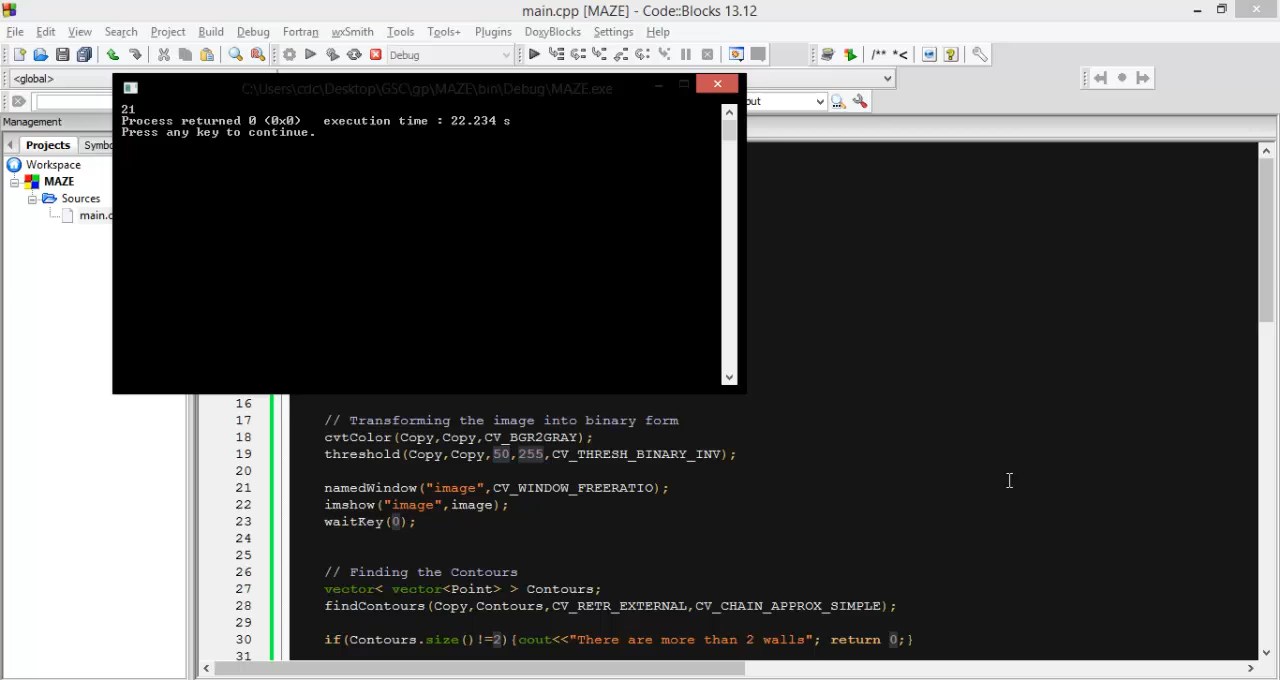 main.cpp [MAZE] - Code::Blocks 13.12
File Edit View Search Project Build Debug Fortran wxSmith Tools Tools+ Plugins DoxyBlocks Settings Help
Debug
/** *<
<global>
C:\Users\cdc\Desktop\GSC\gp\MAZE\bin\Debug\MAZE.exe
out
Management
Projects Symbo
Workspace
MAZE
Sources
main.c
21
Process returned 0 (0x0)   execution time : 22.234 s
Press any key to continue.
16
17 // Transforming the image into binary form
18 cvtColor(Copy,Copy,CV_BGR2GRAY);
19 threshold(Copy,Copy,50,255,CV_THRESH_BINARY_INV);
20
21 namedWindow("image",CV_WINDOW_FREERATIO);
22 imshow("image",image);
23 waitKey(0);
24
25
26 // Finding the Contours
27 vector< vector<Point> > Contours;
28 findContours(Copy,Contours,CV_RETR_EXTERNAL,CV_CHAIN_APPROX_SIMPLE);
29
30 if(Contours.size()!=2){cout<<"There are more than 2 walls"; return 0;}
31